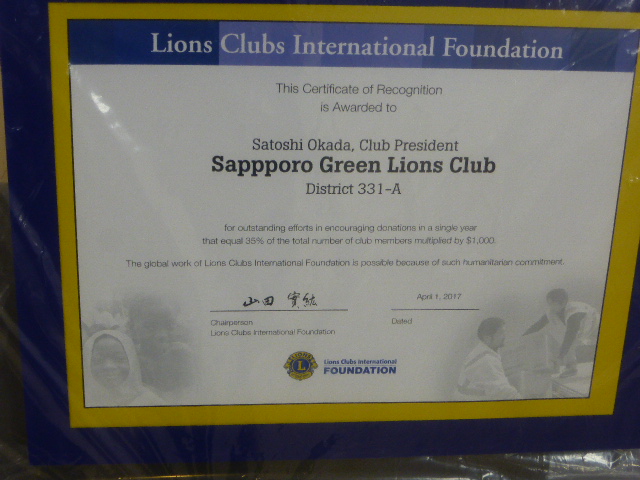 Lions Clubs International Foundation
This Certificate of Recognition
is Awarded to
Satoshi Okada, Club President
Sappporo Green Lions Club
District 331-A
for outstanding efforts in encouraging donations in a single year
that equal 35% of the total number of club members multiplied by $1,000.
The global work of Lions Clubs International Foundation is possible because of such humanitarian commitment.
山田 實紘
April 1, 2017
Chairperson
Lions Clubs International Foundation
Dated
L
Lions Clubs International
FOUNDATION